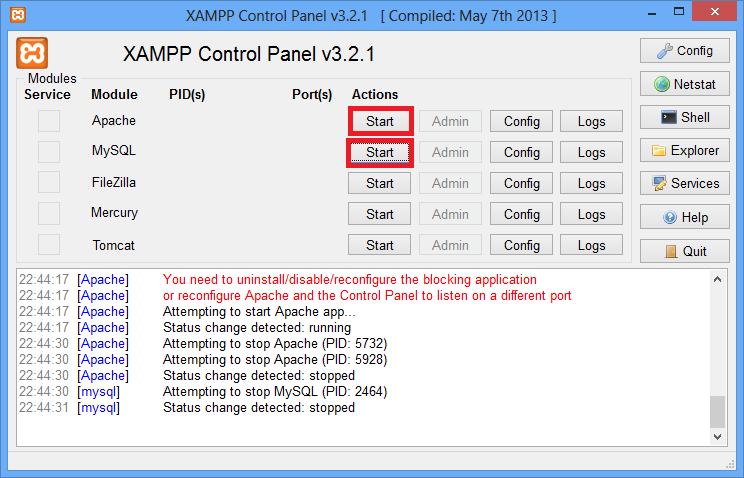 XAMPP Control Panel v3.2.1 [ Compiled: May 7th 2013 ]
XAMPP Control Panel v3.2.1
Config
Modules
Service Module PID(s) Port(s) Actions
Netstat
Apache Start Admin Config Logs
Shell
MySQL Start Admin Config Logs
Explorer
FileZilla Start Admin Config Logs
Services
Mercury Start Admin Config Logs
Help
Tomcat Start Admin Config Logs
Quit
22:44:17 [Apache] You need to uninstall/disable/reconfigure the blocking application
22:44:17 [Apache] or reconfigure Apache and the Control Panel to listen on a different port
22:44:17 [Apache] Attempting to start Apache app...
22:44:17 [Apache] Status change detected: running
22:44:30 [Apache] Attempting to stop Apache (PID: 5732)
22:44:30 [Apache] Attempting to stop Apache (PID: 5928)
22:44:30 [Apache] Status change detected: stopped
22:44:30 [mysql] Attempting to stop MySQL (PID: 2464)
22:44:31 [mysql] Status change detected: stopped